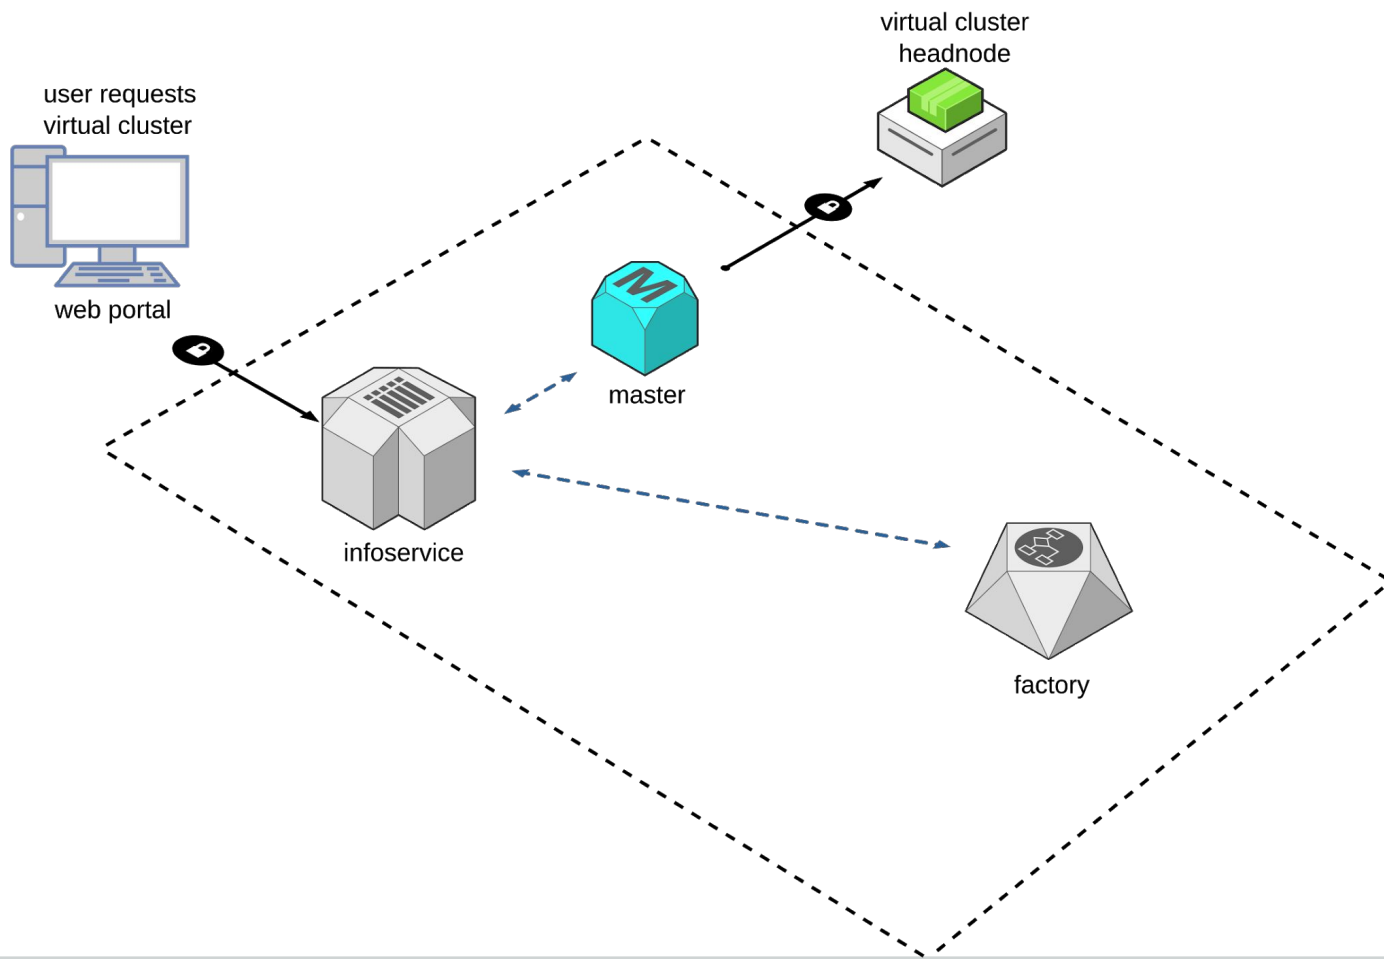 virtual cluster
headnode
user requests
virtual cluster
web portal
M
master
infoservice
factory